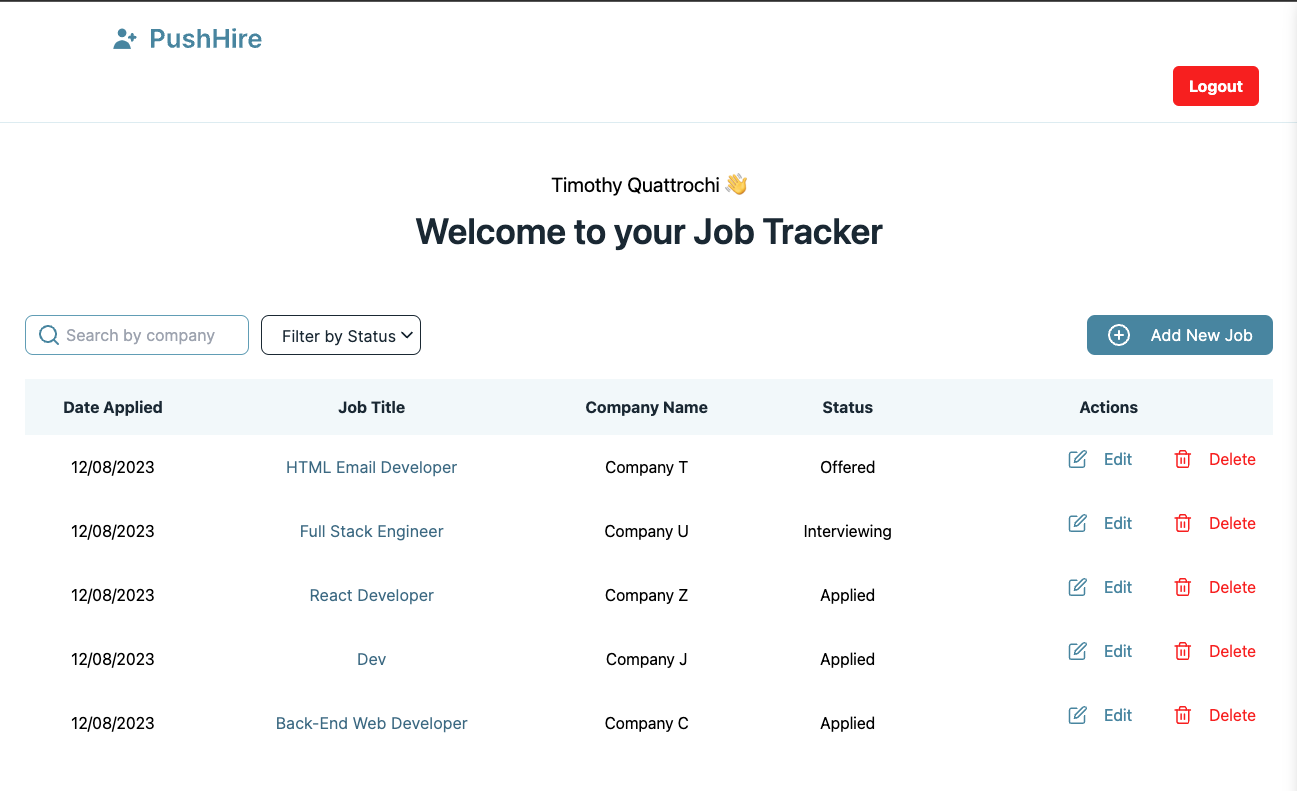 PushHire
Logout
Timothy Quattrochi 👋
Welcome to your Job Tracker
Search by company
Filter by Status
Add New Job
Date Applied Job Title Company Name Status Actions
12/08/2023 HTML Email Developer Company T Offered Edit Delete
12/08/2023 Full Stack Engineer Company U Interviewing Edit Delete
12/08/2023 React Developer Company Z Applied Edit Delete
12/08/2023 Dev Company J Applied Edit Delete
12/08/2023 Back-End Web Developer Company C Applied Edit Delete